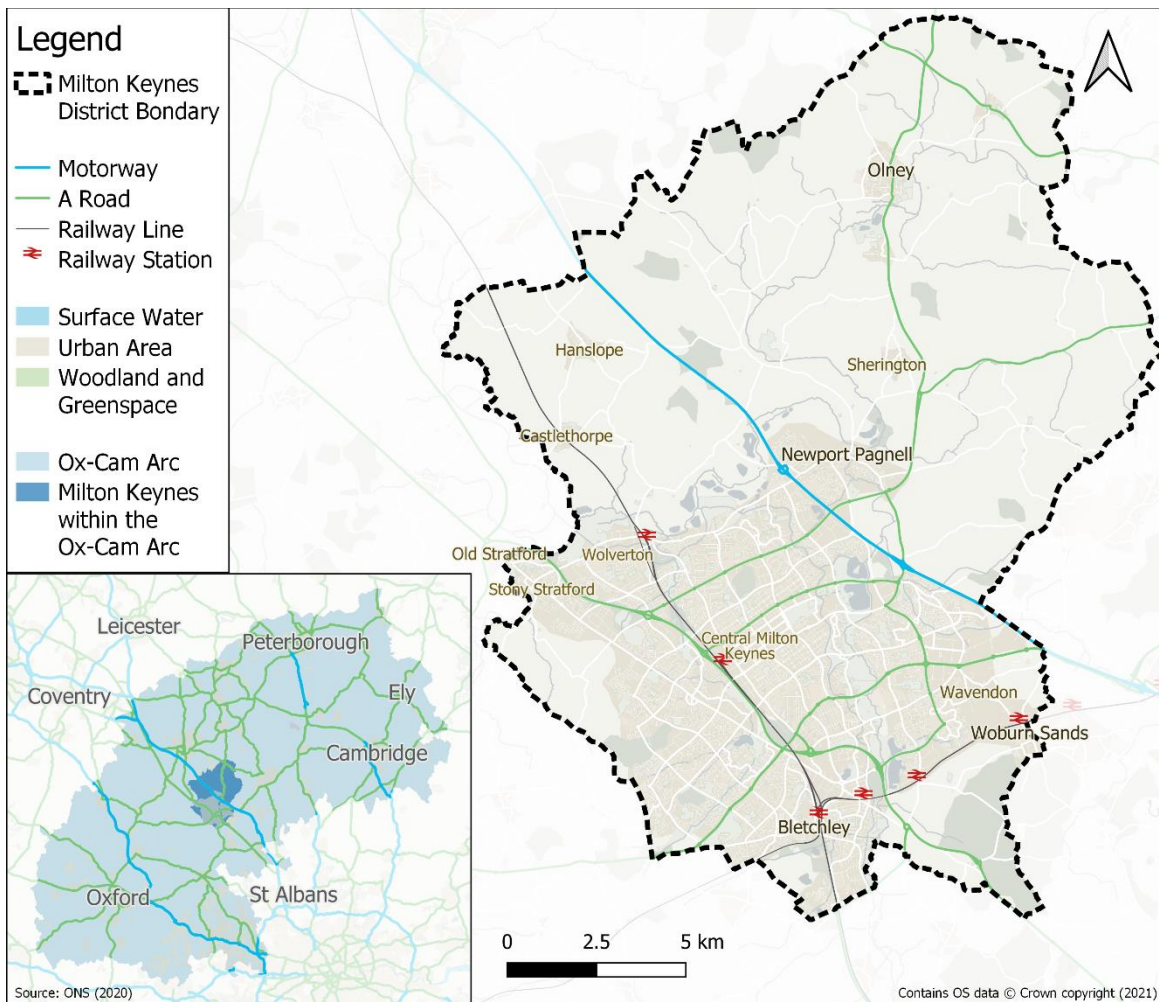 Legend
Milton Keynes
District Bondary
Motorway
A Road
Railway Line
Railway Station
Surface Water
Urban Area
Woodland and
Greenspace
Ox-Cam Arc
Milton Keynes
within the
Ox-Cam Arc
Olney
Hanslope
Sherington
Castlethorpe
Newport Pagnell
Old Stratford
Wolverton
Stony Stratford
Central Milton
Keynes
Wavendon
Woburn Sands
Bletchley
Leicester
Peterborough
Coventry
Ely
Cambridge
Oxford
St Albans
Source: ONS (2020)
0 2.5 5 km
Contains OS data © Crown copyright (2021)